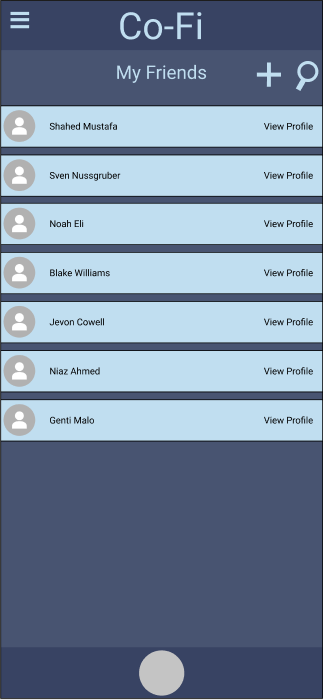 Co-Fi
My Friends
Shahed Mustafa View Profile
Sven Nussgruber View Profile
Noah Eli View Profile
Blake Williams View Profile
Jevon Cowell View Profile
Niaz Ahmed View Profile
Genti Malo View Profile